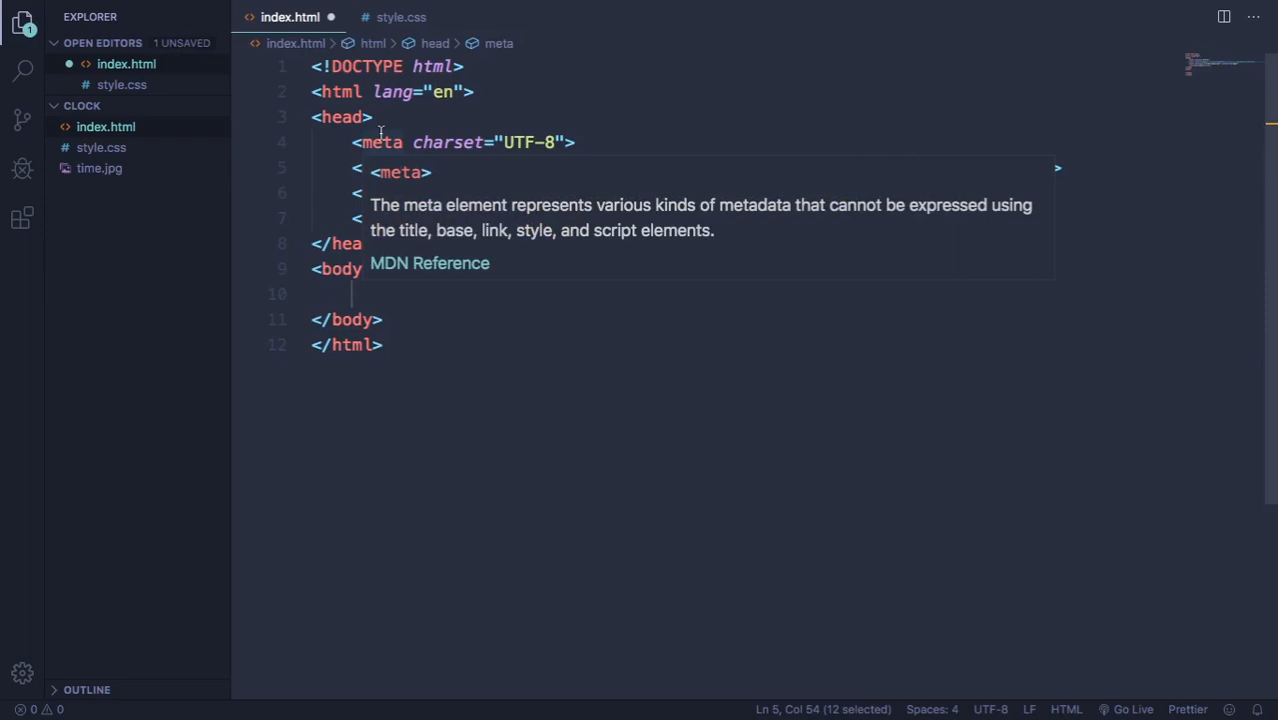 EXPLORER
index.html
style.css
OPEN EDITORS 1 UNSAVED
index.html
style.css
CLOCK
index.html
style.css
time.jpg
OUTLINE
1
index.html > html > head > meta
1 <!DOCTYPE html>
2 <html lang="en">
3 <head>
4 <meta charset="UTF-8">
5 < >
6 <
7 <
8 </hea
9 <body
10
11 </body>
12 </html>
<meta>
The meta element represents various kinds of metadata that cannot be expressed using
the title, base, link, style, and script elements.
MDN Reference
0 0
Ln 5, Col 54 (12 selected) Spaces: 4 UTF-8 LF HTML Go Live Prettier